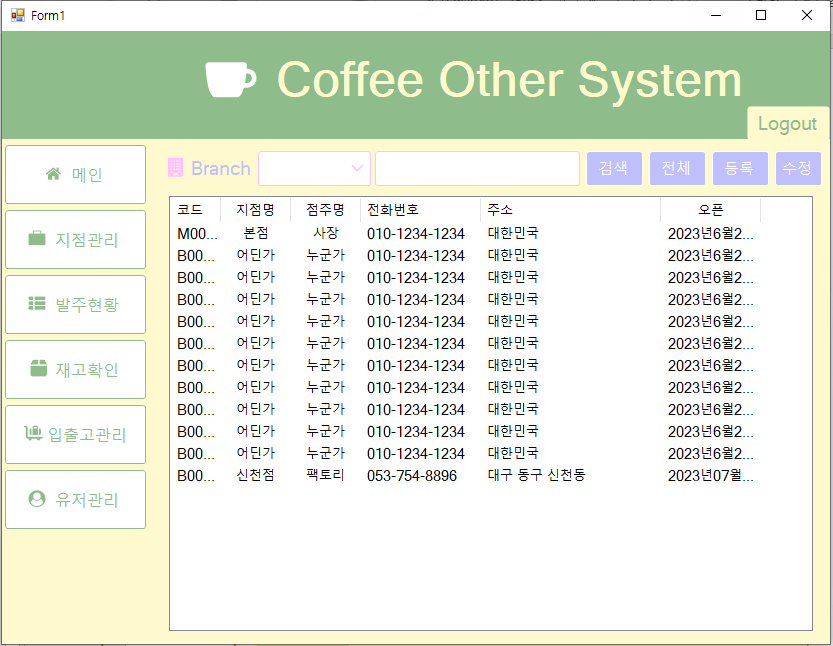 Form1
Coffee Other System
Logout
메인
지점관리
발주현황
재고확인
입출고관리
유저관리
Branch 검색 전체 등록 수정
코드 지점명 점주명 전화번호 주소 오픈
M00... 본점 사장 010-1234-1234 대한민국 2023년6월2...
B00... 어딘가 누군가 010-1234-1234 대한민국 2023년6월2...
B00... 어딘가 누군가 010-1234-1234 대한민국 2023년6월2...
B00... 어딘가 누군가 010-1234-1234 대한민국 2023년6월2...
B00... 어딘가 누군가 010-1234-1234 대한민국 2023년6월2...
B00... 어딘가 누군가 010-1234-1234 대한민국 2023년6월2...
B00... 어딘가 누군가 010-1234-1234 대한민국 2023년6월2...
B00... 어딘가 누군가 010-1234-1234 대한민국 2023년6월2...
B00... 어딘가 누군가 010-1234-1234 대한민국 2023년6월2...
B00... 어딘가 누군가 010-1234-1234 대한민국 2023년6월2...
B00... 어딘가 누군가 010-1234-1234 대한민국 2023년6월2...
B00... 신천점 팩토리 053-754-8896 대구 동구 신천동 2023년07월...